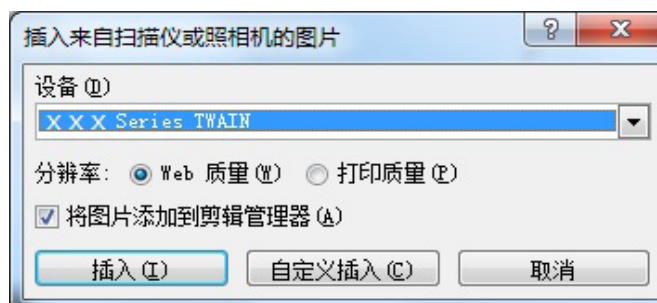 插入来自扫描仪或照相机的图片
设备(D)
XXX Series TWAIN
分辨率: Web 质量(W) 打印质量(P)
将图片添加到剪辑管理器(A)
插入(I) 自定义插入(C) 取消